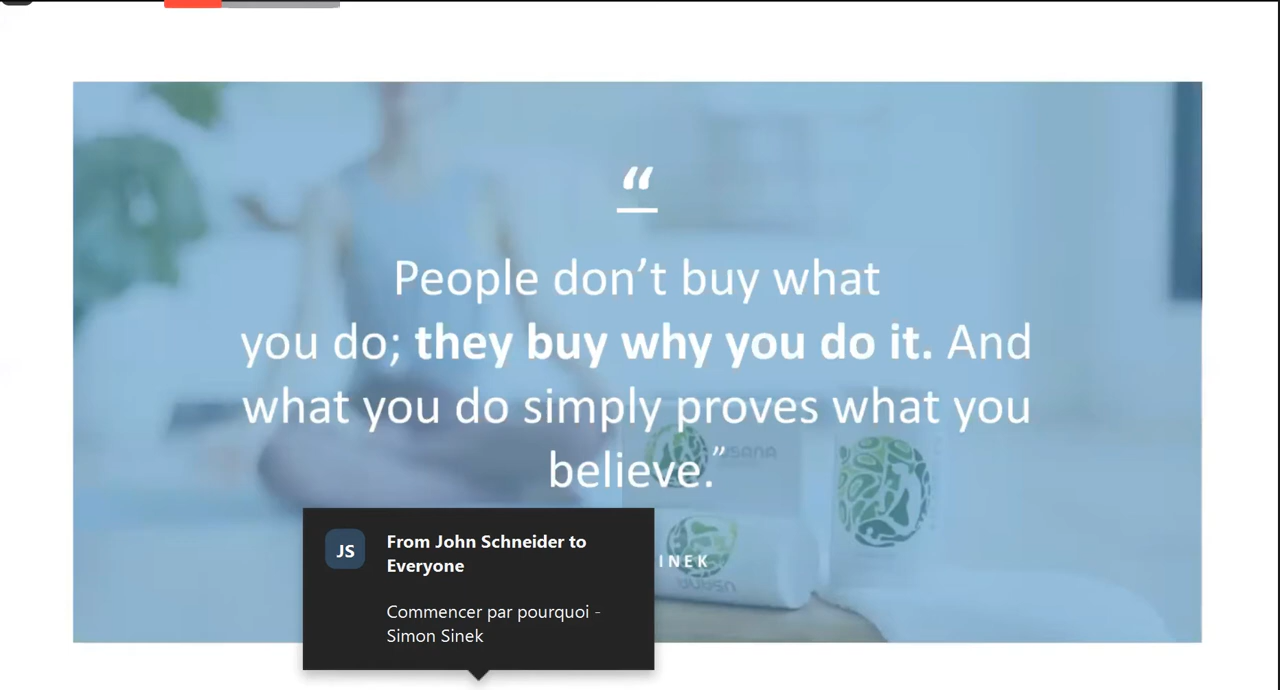 “
People don’t buy what
you do; they buy why you do it. And
what you do simply proves what you
believe.”
USANA
INEK
JS
From John Schneider to
Everyone
Commencer par pourquoi -
Simon Sinek